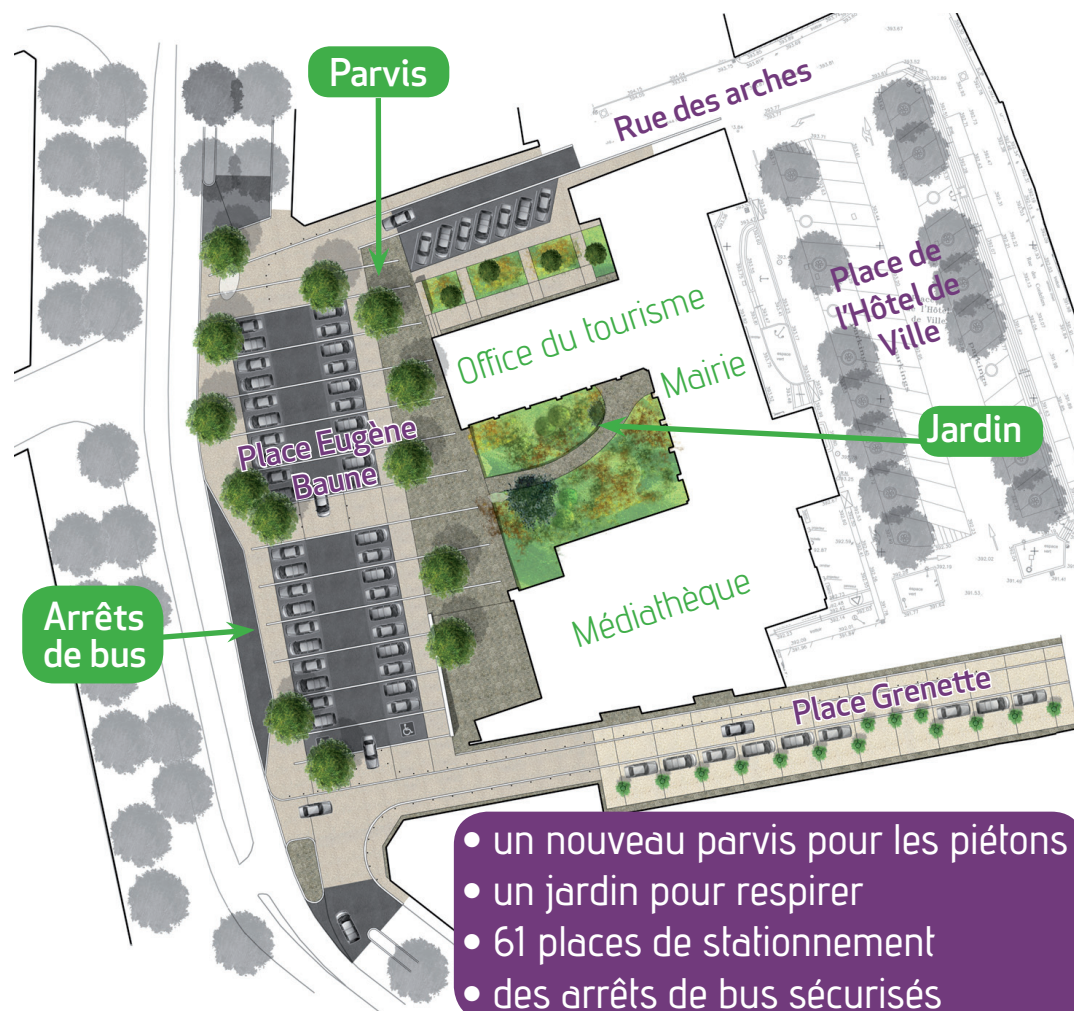 Parvis
Rue des arches
Place de
l'Hôtel de
Ville
Office du tourisme
Mairie
Jardin
Place Eugène
Baune
Arrêts
de bus
Médiathèque
Place Grenette
• un nouveau parvis pour les piétons
• un jardin pour respirer
• 61 places de stationnement
• des arrêts de bus sécurisés